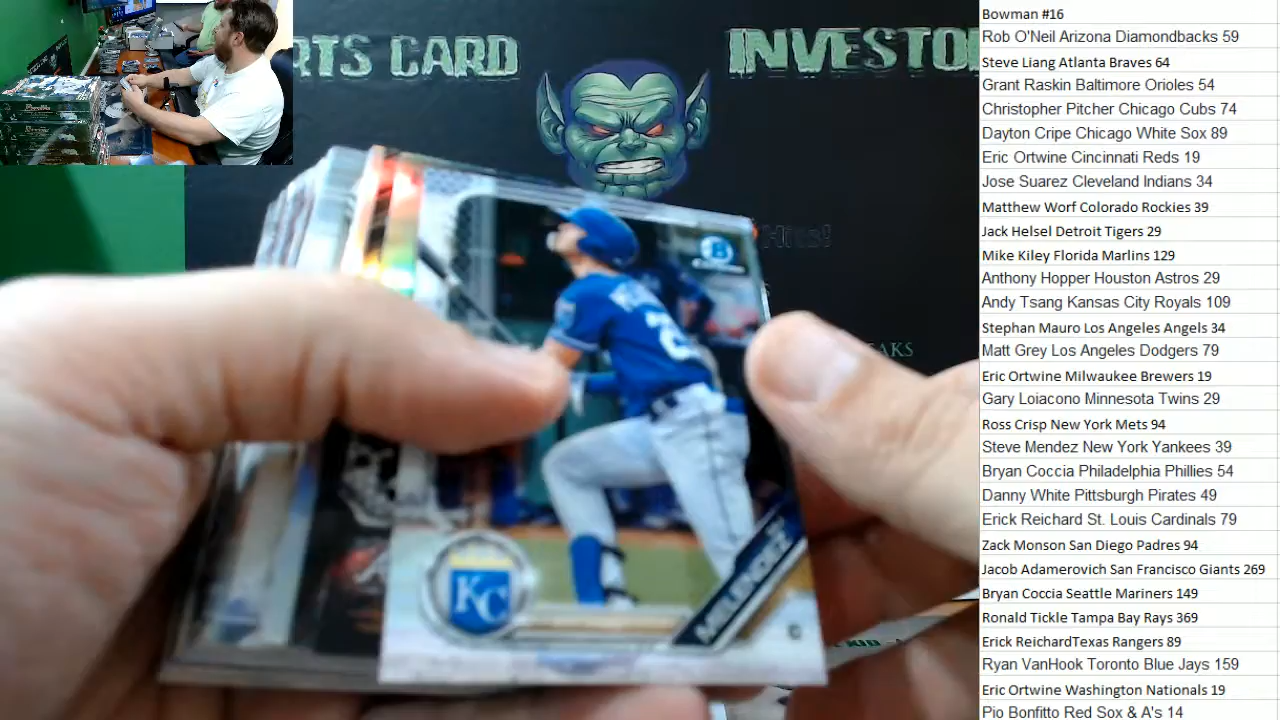 RTS CARD
INVESTO
Hits!
AKS
B
KC
MELENDEZ
C
Bowman #16
Rob O'Neil Arizona Diamondbacks 59
Steve Liang Atlanta Braves 64
Grant Raskin Baltimore Orioles 54
Christopher Pitcher Chicago Cubs 74
Dayton Cripe Chicago White Sox 89
Eric Ortwine Cincinnati Reds 19
Jose Suarez Cleveland Indians 34
Matthew Worf Colorado Rockies 39
Jack Helsel Detroit Tigers 29
Mike Kiley Florida Marlins 129
Anthony Hopper Houston Astros 29
Andy Tsang Kansas City Royals 109
Stephan Mauro Los Angeles Angels 34
Matt Grey Los Angeles Dodgers 79
Eric Ortwine Milwaukee Brewers 19
Gary Loiacono Minnesota Twins 29
Ross Crisp New York Mets 94
Steve Mendez New York Yankees 39
Bryan Coccia Philadelphia Phillies 54
Danny White Pittsburgh Pirates 49
Erick Reichard St. Louis Cardinals 79
Zack Monson San Diego Padres 94
Jacob Adamerovich San Francisco Giants 269
Bryan Coccia Seattle Mariners 149
Ronald Tickle Tampa Bay Rays 369
Erick ReichardTexas Rangers 89
Ryan VanHook Toronto Blue Jays 159
Eric Ortwine Washington Nationals 19
Pio Bonfitto Red Sox & A's 14